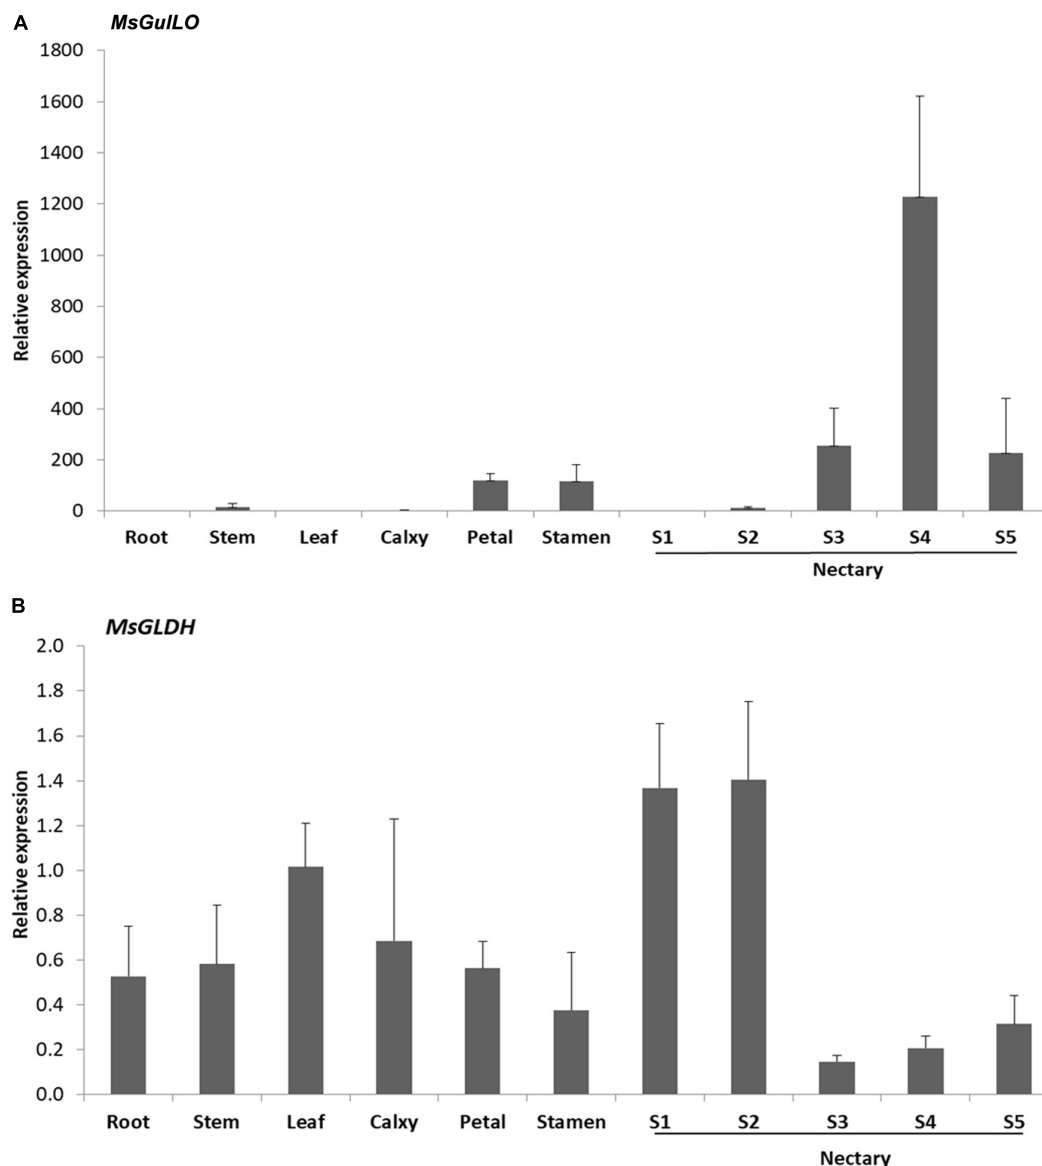 A
MsGulLO
1800
1600
1400
1200
1000
800
600
400
200
0
Relative expression
Root Stem Leaf Calxy Petal Stamen S1 S2 S3 S4 S5
Nectary
B
MsGLDH
2.0
1.8
1.6
1.4
1.2
1.0
0.8
0.6
0.4
0.2
0.0
Relative expression
Root Stem Leaf Calxy Petal Stamen S1 S2 S3 S4 S5
Nectary